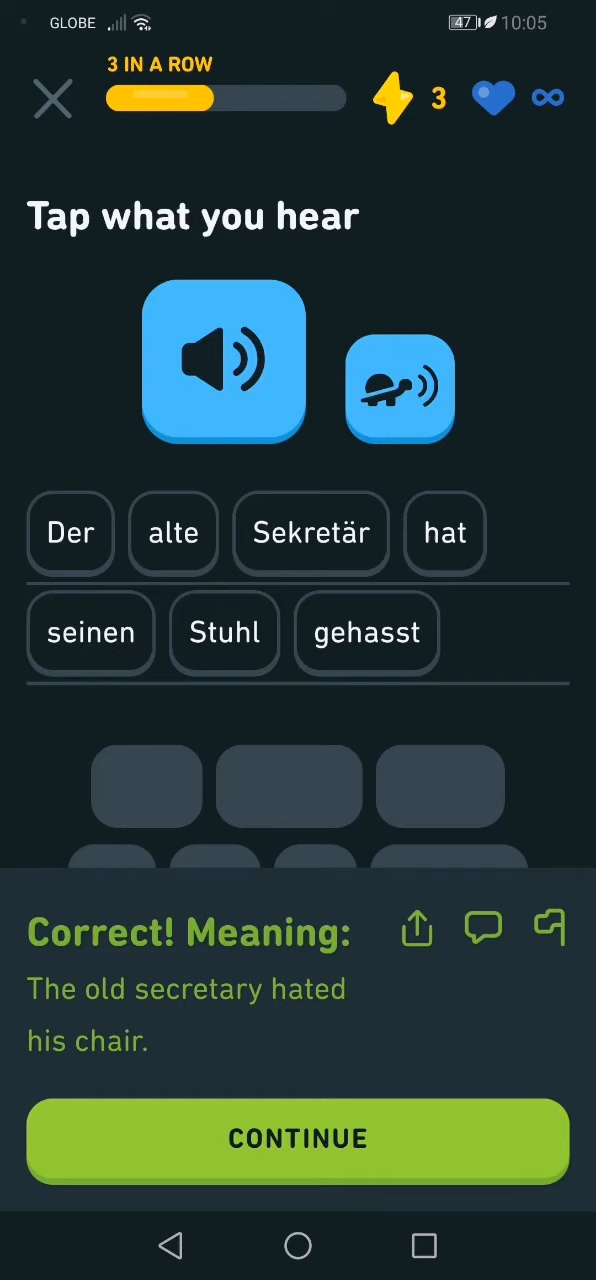 GLOBE 47 10:05
3 IN A ROW
3 ∞
Tap what you hear
Der alte Sekretär hat
seinen Stuhl gehasst
Correct! Meaning:
The old secretary hated
his chair.
CONTINUE